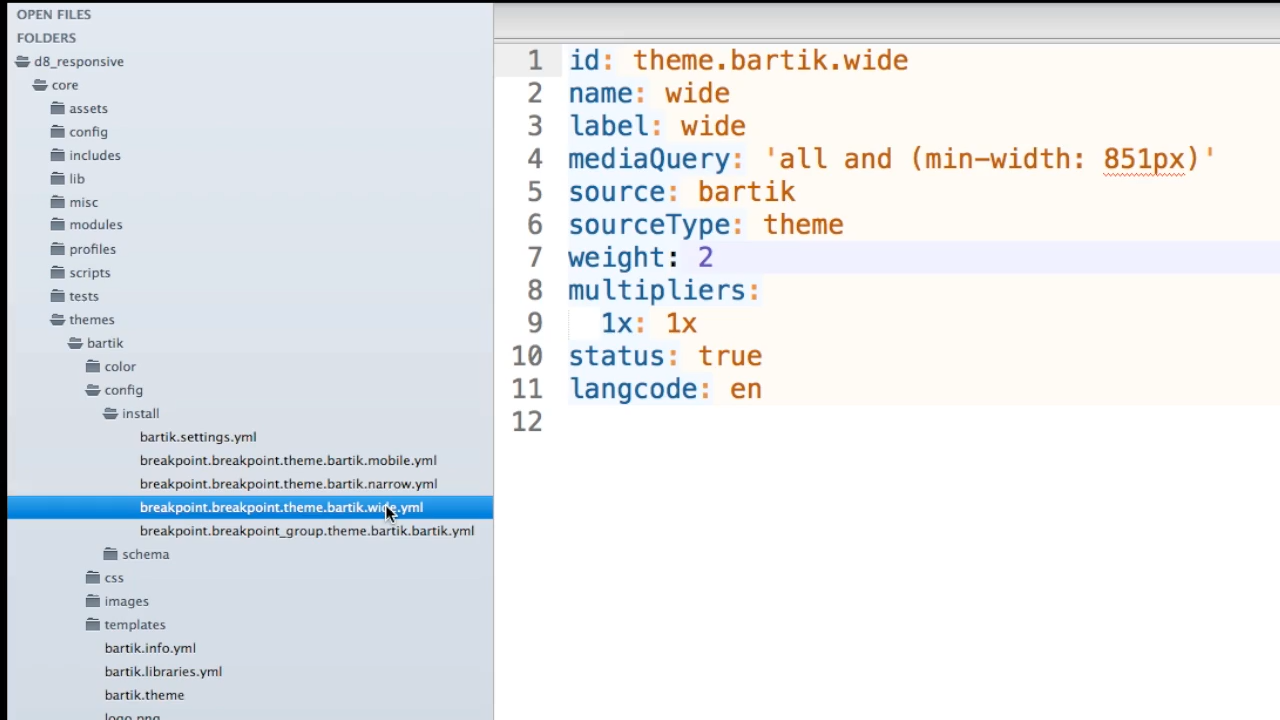 OPEN FILES
FOLDERS
d8_responsive
core
assets
config
includes
lib
misc
modules
profiles
scripts
tests
themes
bartik
color
config
install
bartik.settings.yml
breakpoint.breakpoint.theme.bartik.mobile.yml
breakpoint.breakpoint.theme.bartik.narrow.yml
breakpoint.breakpoint.theme.bartik.wide.yml
breakpoint.breakpoint_group.theme.bartik.bartik.yml
schema
css
images
templates
bartik.info.yml
bartik.libraries.yml
bartik.theme
logo.png
1 id: theme.bartik.wide
2 name: wide
3 label: wide
4 mediaQuery: 'all and (min-width: 851px)'
5 source: bartik
6 sourceType: theme
7 weight: 2
8 multipliers:
9   1x: 1x
10 status: true
11 langcode: en
12